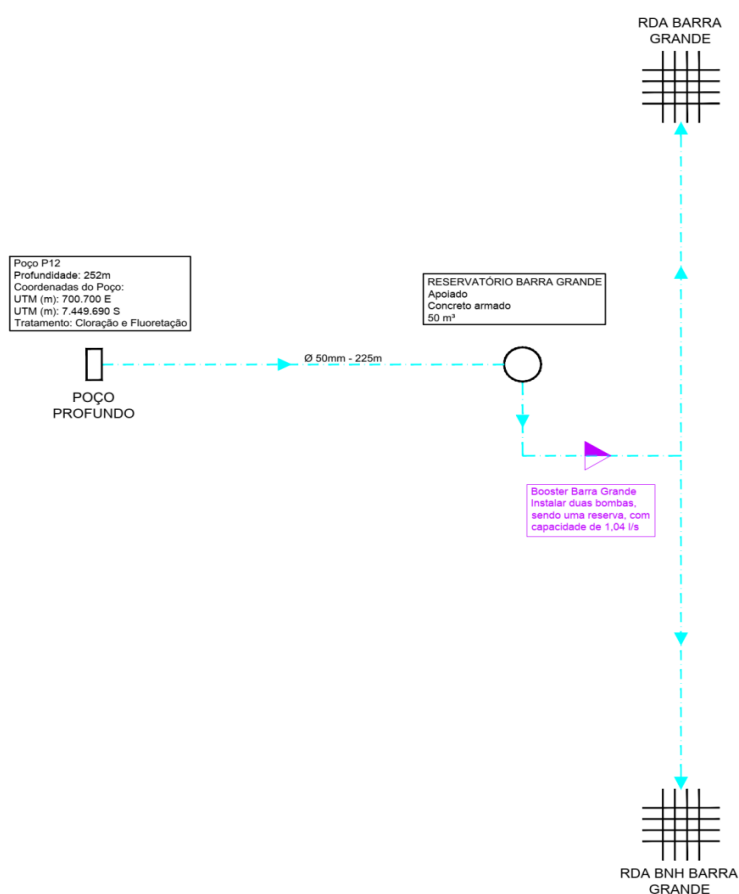 RDA BARRA
GRANDE
Poço P12
Profundidade: 252m
Coordenadas do Poço:
UTM (m): 700.700 E
UTM (m): 7.449.690 S
Tratamento: Cloração e Fluoretação
RESERVATÓRIO BARRA GRANDE
Apoiado
Concreto armado
50 m³
Ø 50mm - 225m
POÇO
PROFUNDO
Booster Barra Grande
Instalar duas bombas,
sendo uma reserva, com
capacidade de 1,04 l/s
RDA BNH BARRA
GRANDE